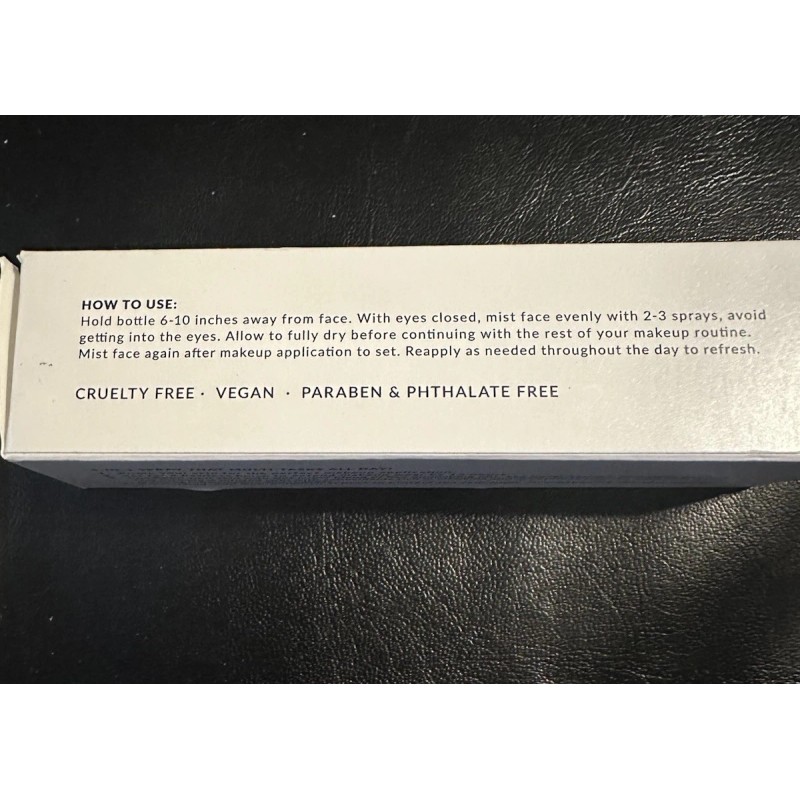 HOW TO USE:
Hold bottle 6-10 inches away from face. With eyes closed, mist face evenly with 2-3 sprays, avoid
getting into the eyes. Allow to fully dry before continuing with the rest of your makeup routine.
Mist face again after makeup application to set. Reapply as needed throughout the day to refresh.
CRUELTY FREE · VEGAN · PARABEN & PHTHALATE FREE